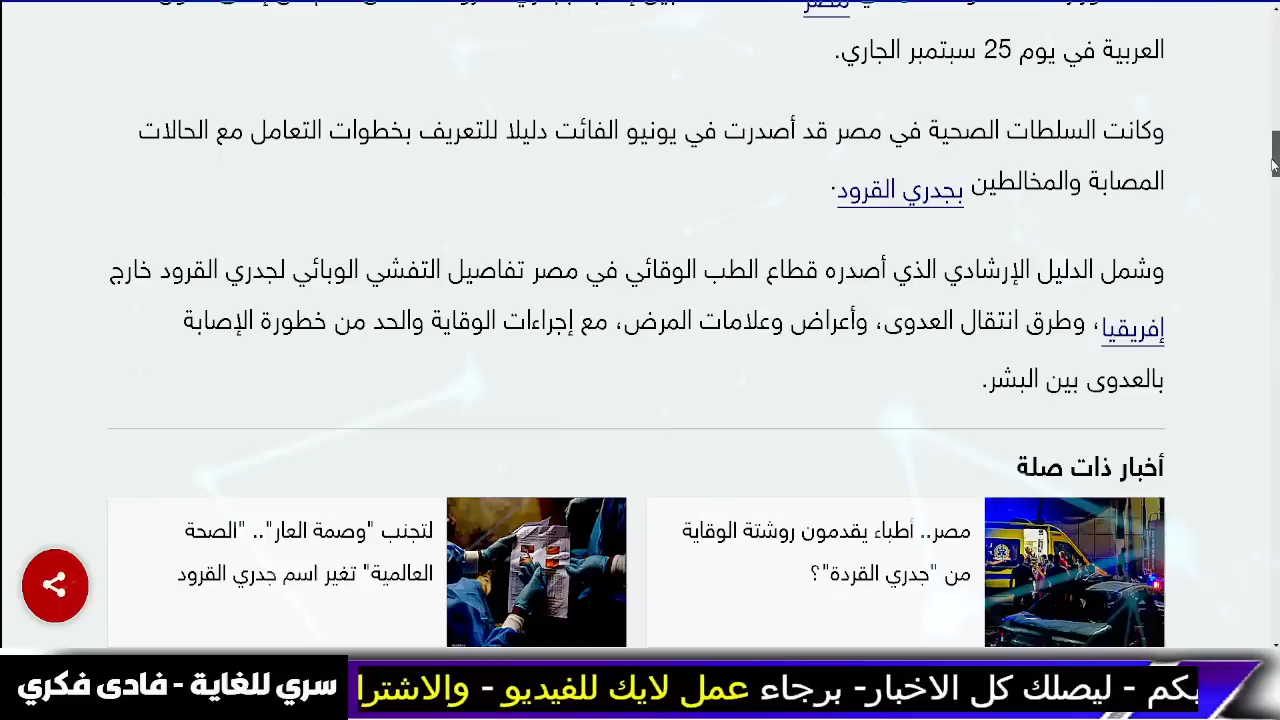 مصر
العربية في يوم 25 سبتمبر الجاري.
وكانت السلطات الصحية في مصر قد أصدرت في يونيو الفائت دليلا للتعريف بخطوات التعامل مع الحالات
المصابة والمخالطين بجدري القرود.
وشمل الدليل الإرشادي الذي أصدره قطاع الطب الوقائي في مصر تفاصيل التفشي الوبائي لجدري القرود خارج
إفريقيا، وطرق انتقال العدوى، وأعراض وعلامات المرض، مع إجراءات الوقاية والحد من خطورة الإصابة
بالعدوى بين البشر.
أخبار ذات صلة
مصر.. أطباء يقدمون روشتة الوقاية
من "جدري القردة"؟
لتجنب "وصمة العار".. "الصحة
العالمية" تغير اسم جدري القرود
بكم - ليصلك كل الاخبار- برجاء عمل لايك للفيديو - والاشترا
سري للغاية - فادى فكري